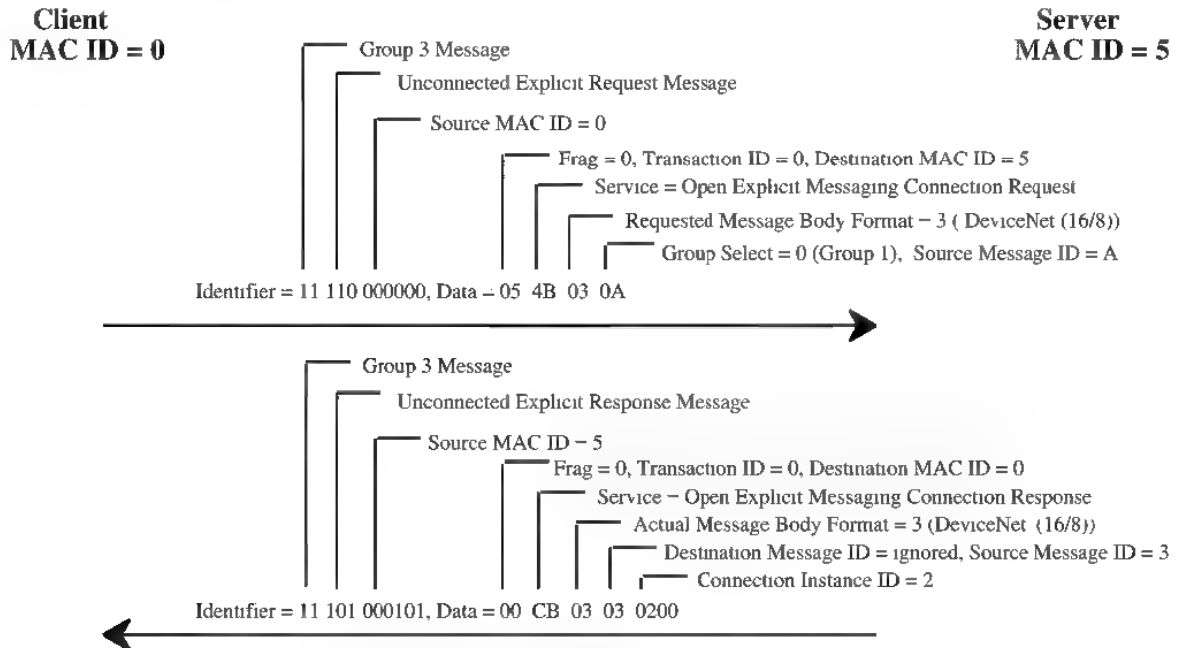 Client
MAC ID = 0
Server
MAC ID = 5
Group 3 Message
Unconnected Explicit Request Message
Source MAC ID = 0
Frag = 0, Transaction ID = 0, Destination MAC ID = 5
Service = Open Explicit Messaging Connection Request
Requested Message Body Format − 3 ( DeviceNet (16/8))
Group Select = 0 (Group 1), Source Message ID = A
Identifier = 11 110 000000, Data − 05 4B 03 0A
Group 3 Message
Unconnected Explicit Response Message
Source MAC ID − 5
Frag = 0, Transaction ID = 0, Destination MAC ID = 0
Service − Open Explicit Messaging Connection Response
Actual Message Body Format = 3 (DeviceNet (16/8))
Destination Message ID = ignored, Source Message ID = 3
Connection Instance ID = 2
Identifier = 11 101 000101, Data = 00 CB 03 03 0200